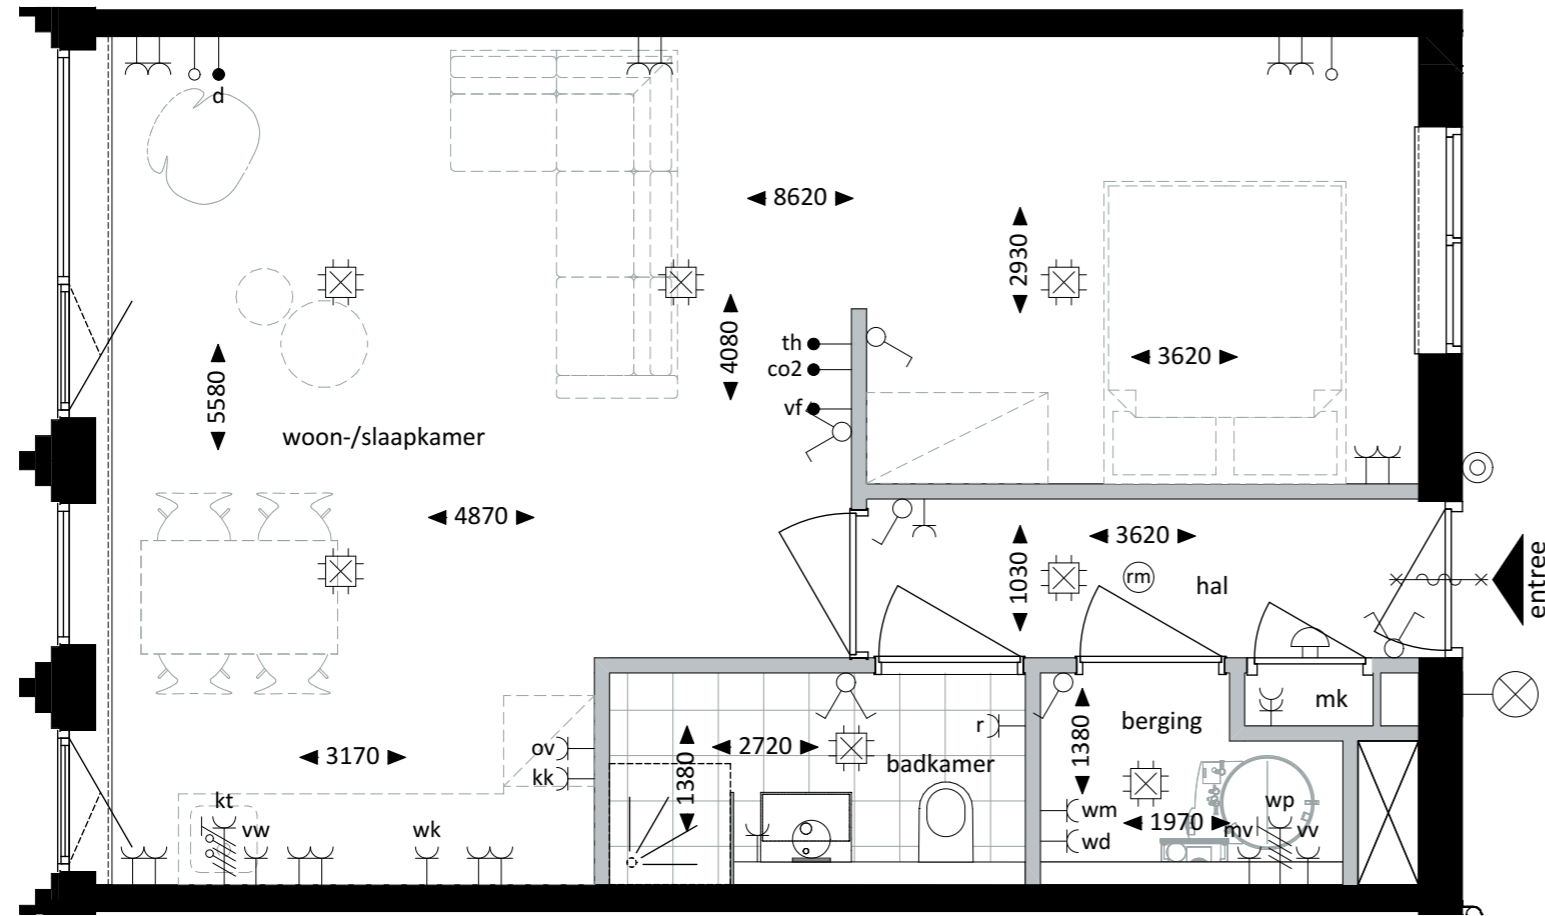 d
8620
2930
4080
th
3620
co2
5580
vf
woon-/slaapkamer
4870
3620
1030
rm
hal
entree
mk
r
berging
1380
ov
3170
2720
1380
badkamer
kk
kt
wp
wm
vw
wk
1970
mv
vv
wd